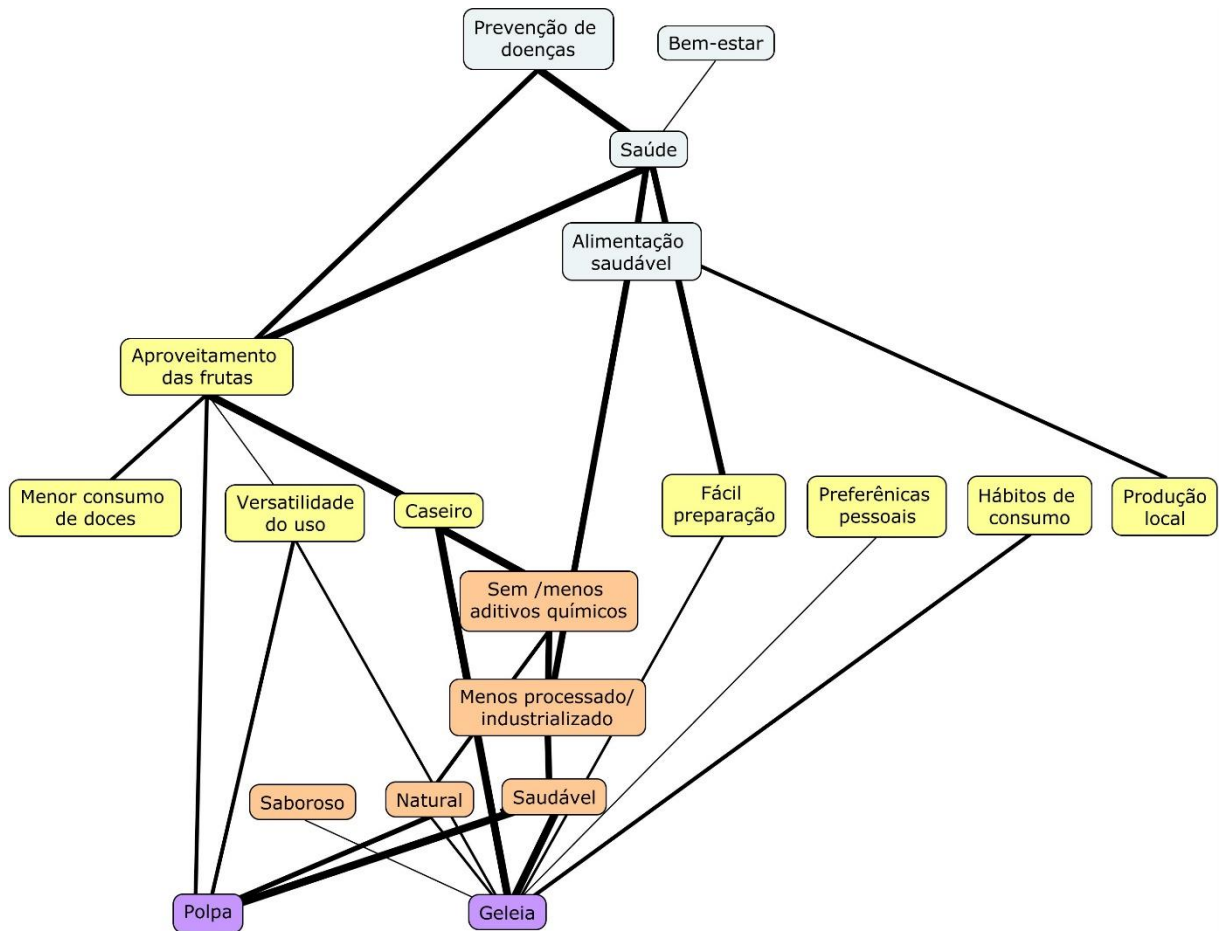 Prevenção de
doenças
Bem-estar
Saúde
Alimentação
saudável
Aproveitamento
das frutas
Menor consumo
de doces
Versatilidade
do uso
Caseiro
Fácil
preparação
Preferênicas
pessoais
Hábitos de
consumo
Produção
local
Sem /menos
aditivos químicos
Menos processado/
industrializado
Saboroso
Natural
Saudável
Polpa
Geleia